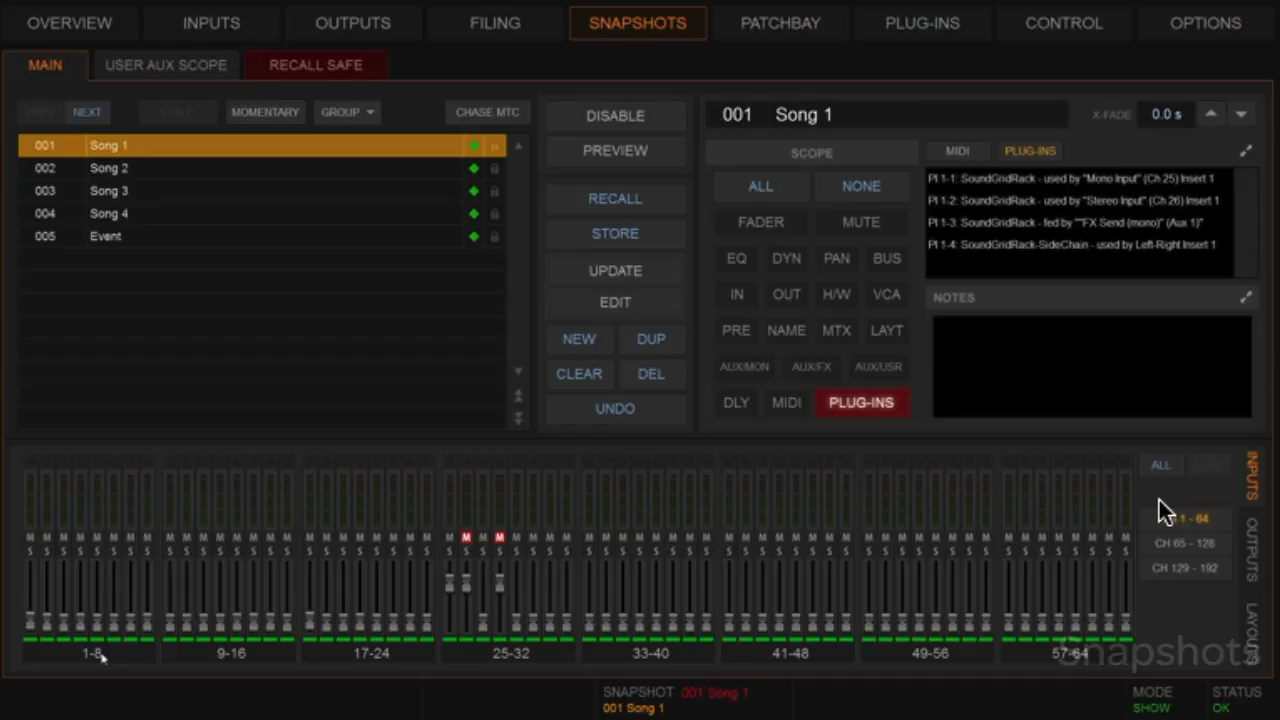 OVERVIEW INPUTS OUTPUTS FILING SNAPSHOTS PATCHBAY PLUG-INS CONTROL OPTIONS
MAIN USER AUX SCOPE RECALL SAFE
NEXT MOMENTARY GROUP CHASE MTC
001 Song 1
002 Song 2
003 Song 3
004 Song 4
005 Event
DISABLE
PREVIEW
RECALL
STORE
UPDATE
EDIT
NEW DUP
CLEAR DEL
UNDO
001 Song 1 X-FADE 0.0 s
SCOPE
ALL NONE
FADER MUTE
EQ DYN PAN BUS
IN OUT H/W VCA
PRE NAME MTX LAYT
AUX/MON AUX/FX AUX/USR
DLY MIDI PLUG-INS
MIDI PLUG-INS
PI 1-1: SoundGridRack - used by "Mono Input" (Ch 25) Insert 1
PI 1-2: SoundGridRack - used by "Stereo Input" (Ch 26) Insert 1
PI 1-3: SoundGridRack - fed by ""FX Send (mono)" (Aux 1)"
PI 1-4: SoundGridRack-SideChain - used by Left-Right Insert 1
NOTES
M M M M M M M M M M M M M M M M M M M M M M M M M M M M M M M M M M M M M M M M M M M M M M M M M M M M M M M M M M M M M M M M
S S S S S S S S S S S S S S S S S S S S S S S S S S S S S S S S S S S S S S S S S S S S S S S S S S S S S S S S S S S S S S S S
1-8 9-16 17-24 25-32 33-40 41-48 49-56 57-64
ALL
1 - 64
CH 65 - 128
CH 129 - 192
INPUTS
OUTPUTS
LAYOUTS
Snapshots
SNAPSHOT 001 Song 1
001 Song 1
MODE
SHOW
STATUS
OK